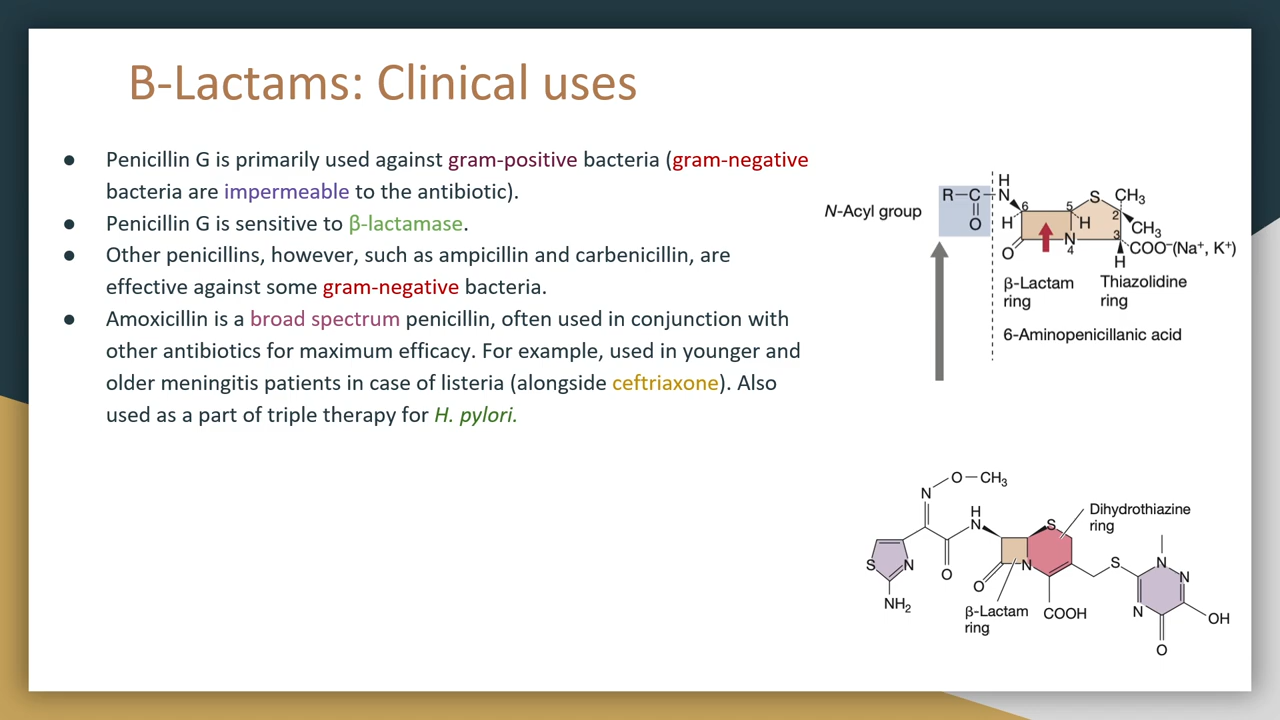 B-Lactams: Clinical uses
● Penicillin G is primarily used against gram-positive bacteria (gram-negative
bacteria are impermeable to the antibiotic).
● Penicillin G is sensitive to β-lactamase.
● Other penicillins, however, such as ampicillin and carbenicillin, are
effective against some gram-negative bacteria.
● Amoxicillin is a broad spectrum penicillin, often used in conjunction with
other antibiotics for maximum efficacy. For example, used in younger and
older meningitis patients in case of listeria (alongside ceftriaxone). Also
used as a part of triple therapy for H. pylori.
N-Acyl group
R
C
O
H
N
H
6
5
H
S
2
CH₃
CH₃
3
N
4
O
H
COO⁻(Na⁺, K⁺)
β-Lactam
ring
Thiazolidine
ring
6-Aminopenicillanic acid
O
CH₃
N
H
N
S
Dihydrothiazine
ring
S
N
NH₂
O
O
N
β-Lactam
ring
COOH
S
N
N
N
OH
O